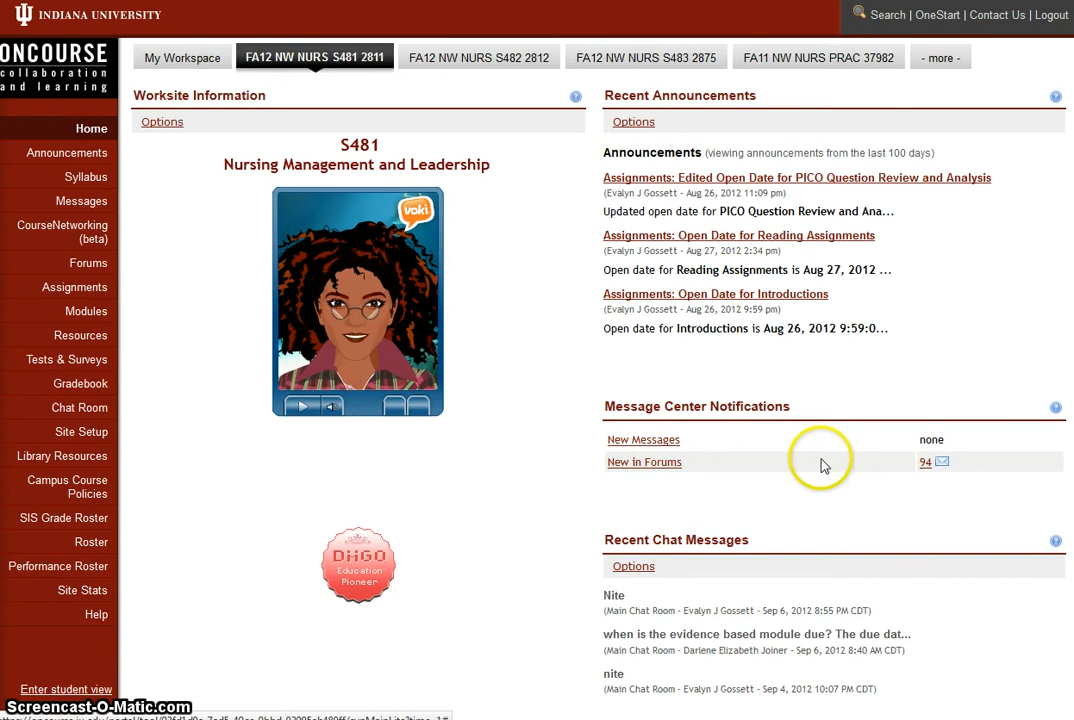 INDIANA UNIVERSITY
Search | OneStart | Contact Us | Logout
ONCOURSE
collaboration
and learning
My Workspace
FA12 NW NURS S481 2811
FA12 NW NURS S482 2812
FA12 NW NURS S483 2875
FA11 NW NURS PRAC 37982
- more -
Home
Announcements
Syllabus
Messages
CourseNetworking
(beta)
Forums
Assignments
Modules
Resources
Tests & Surveys
Gradebook
Chat Room
Site Setup
Library Resources
Campus Course
Policies
SIS Grade Roster
Roster
Performance Roster
Site Stats
Help
Enter student view
Worksite Information
Options
S481
Nursing Management and Leadership
voki
DHGO
Education
Pioneer
Recent Announcements
Options
Announcements (viewing announcements from the last 100 days)
Assignments: Edited Open Date for PICO Question Review and Analysis
(Evalyn J Gossett - Aug 26, 2012 11:09 pm)
Updated open date for PICO Question Review and Ana...
Assignments: Open Date for Reading Assignments
(Evalyn J Gossett - Aug 27, 2012 2:34 pm)
Open date for Reading Assignments is Aug 27, 2012 ...
Assignments: Open Date for Introductions
(Evalyn J Gossett - Aug 26, 2012 9:59 pm)
Open date for Introductions is Aug 26, 2012 9:59:0...
Message Center Notifications
New Messages none
New in Forums 94
Recent Chat Messages
Options
Nite
(Main Chat Room - Evalyn J Gossett - Sep 6, 2012 8:55 PM CDT)
when is the evidence based module due? The due dat...
(Main Chat Room - Darlene Elizabeth Joiner - Sep 6, 2012 8:40 AM CDT)
nite
(Main Chat Room - Evalyn J Gossett - Sep 4, 2012 10:07 PM CDT)
Screencast-O-Matic.com